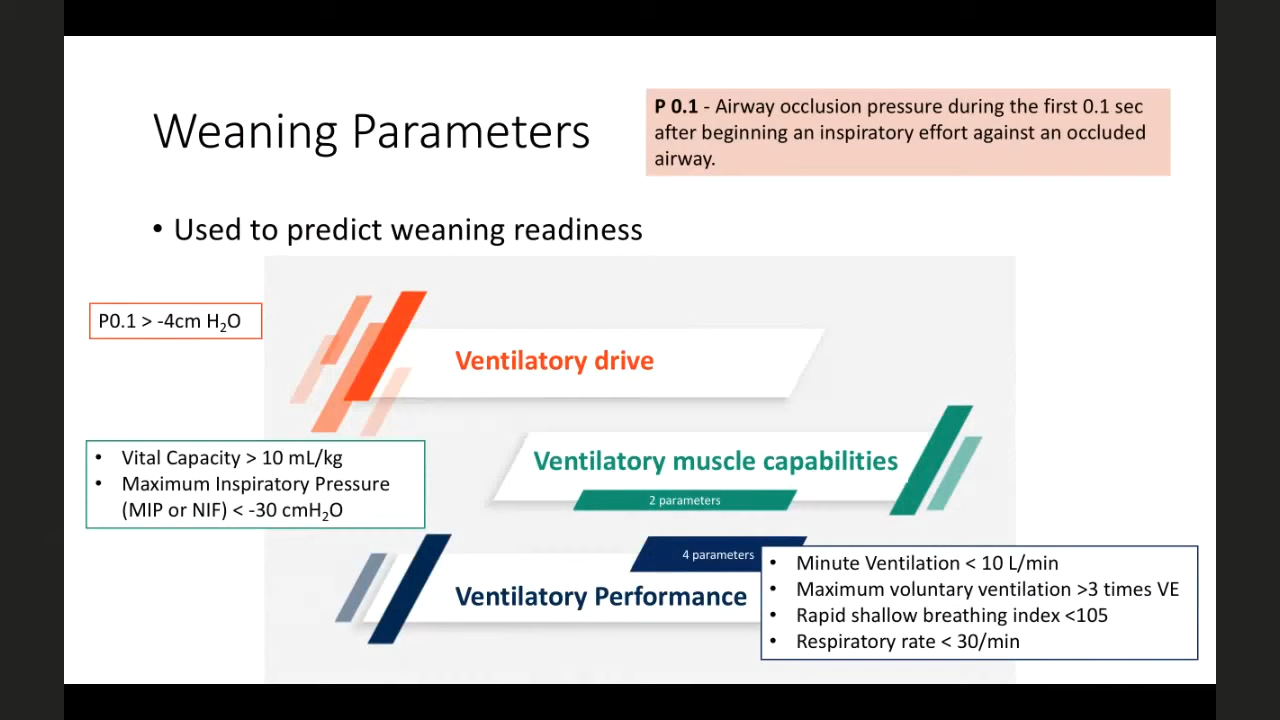 Weaning Parameters
P 0.1 - Airway occlusion pressure during the first 0.1 sec
after beginning an inspiratory effort against an occluded
airway.
• Used to predict weaning readiness
P0.1 > -4cm H₂O
Ventilatory drive
• Vital Capacity > 10 mL/kg
• Maximum Inspiratory Pressure
(MIP or NIF) < -30 cmH₂O
Ventilatory muscle capabilities
2 parameters
4 parameters
Ventilatory Performance
• Minute Ventilation < 10 L/min
• Maximum voluntary ventilation >3 times VE
• Rapid shallow breathing index <105
• Respiratory rate < 30/min